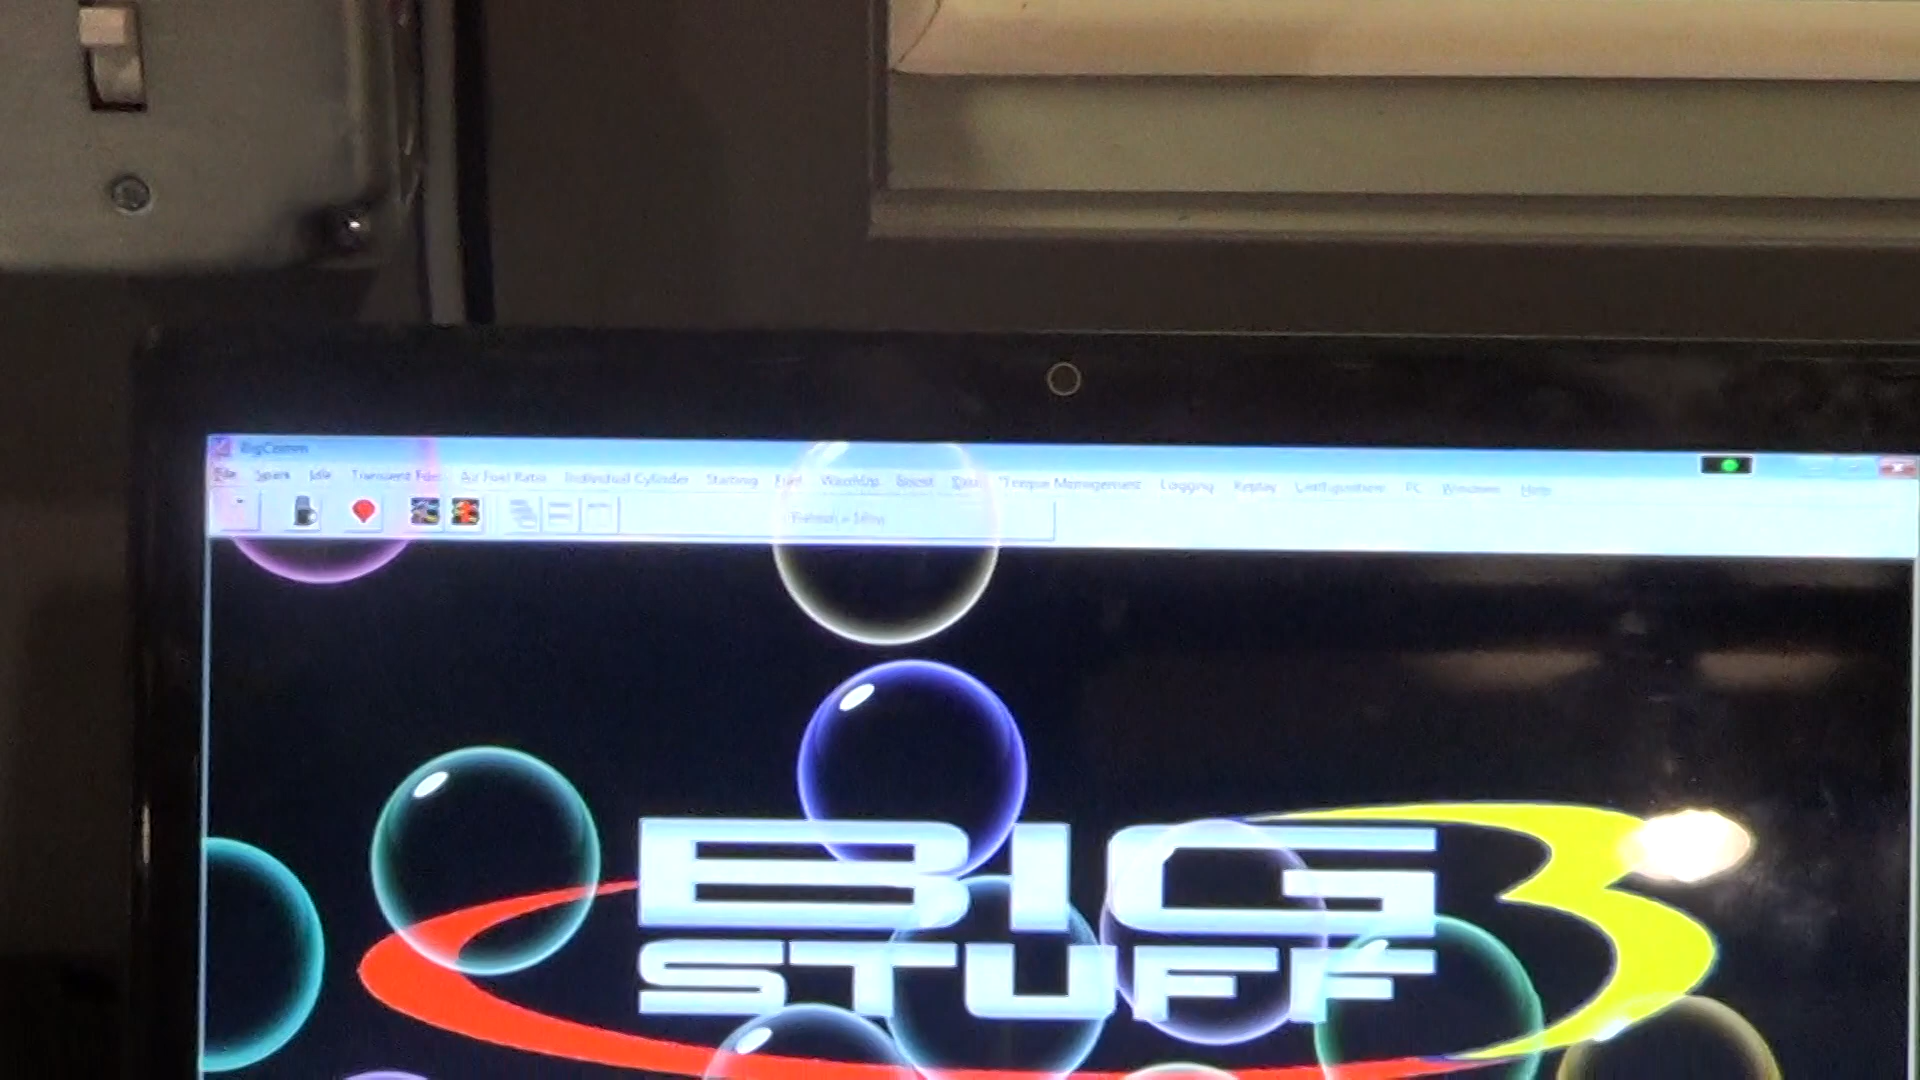 BigComm
File Spark Idle Transient Fuel Air Fuel Ratio Individual Cylinder Starting Fuel Boost Torque Management Logging Replay Configuration PC Windows Help
BIG 3
STUFF